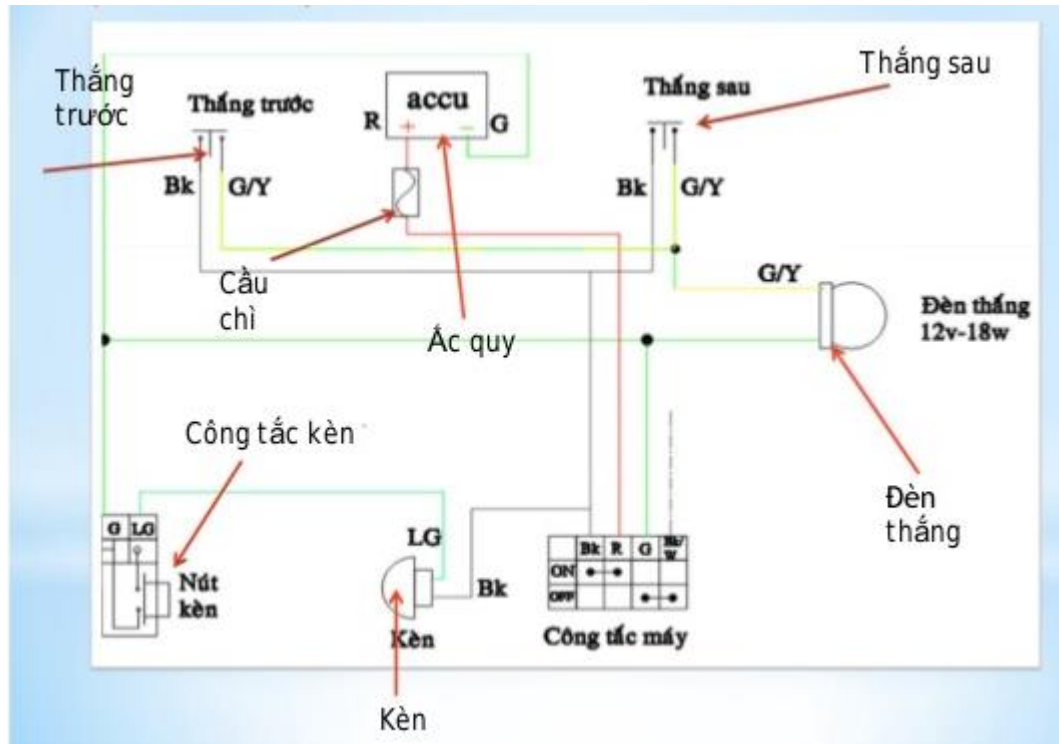 Thắng
trước
Thắng trước
accu
R
+
−
G
Thắng sau
Thắng sau
Bk
G/Y
Bk
G/Y
Cầu
chì
Ắc quy
G/Y
Đèn thắng
12v-18w
Công tắc kèn
Đèn
thắng
G LG
Nút
kèn
LG
Bk
Kèn
Bk R G Bk/
W
ON
OFF
Công tắc máy
Kèn